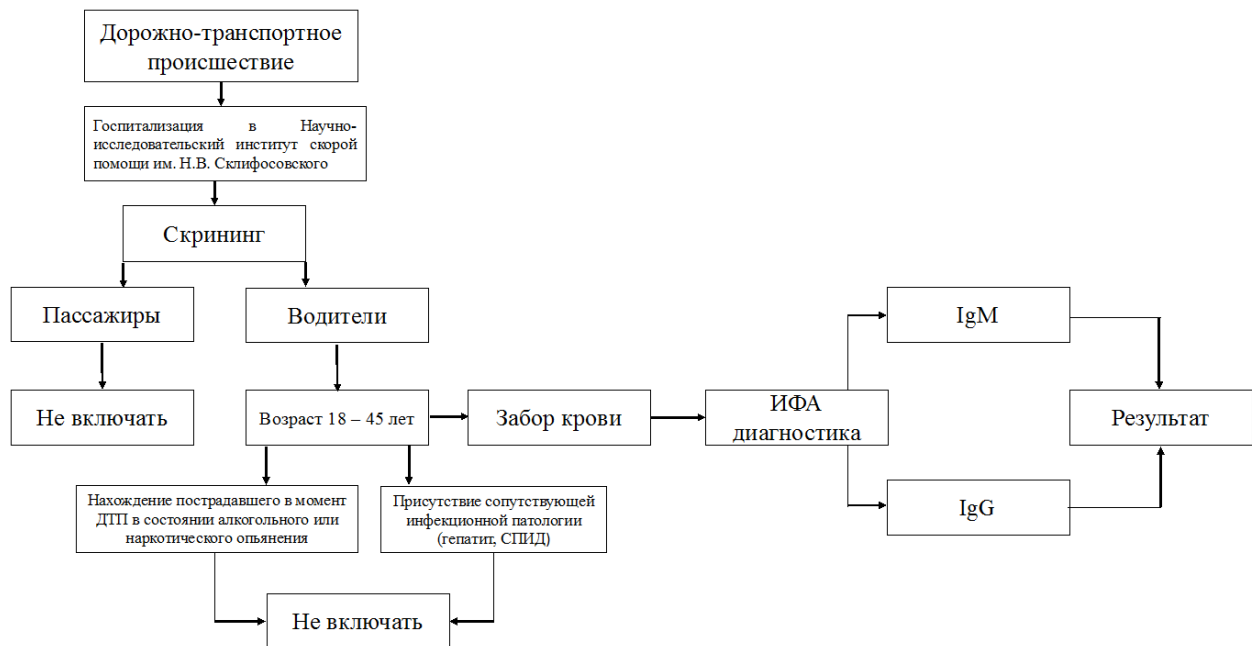 Дорожно-транспортное
происшествие
Госпитализация в Научно-
исследовательский институт скорой
помощи им. Н.В. Склифосовского
Скрининг
Пассажиры
Водители
IgM
Не включать
Возраст 18 – 45 лет
Забор крови
ИФА
диагностика
Результат
Нахождение пострадавшего в момент
ДТП в состоянии алкогольного или
наркотического опьянения
Присутствие сопутствующей
инфекционной патологии
(гепатит, СПИД)
IgG
Не включать